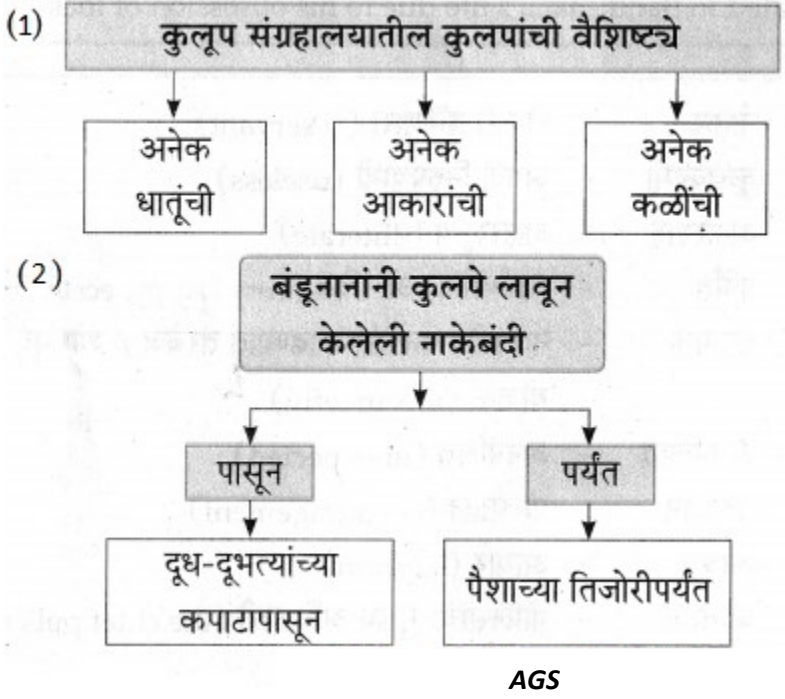 (1)
कुलूप संग्रहालयातील कुलपांची वैशिष्ट्ये
अनेक
धातूंची
अनेक
आकारांची
अनेक
कळींची
(2)
बंडूनानांनी कुलपे लावून
केलेली नाकेबंदी
पासून
पर्यंत
दूध-दूभत्यांच्या
कपाटापासून
पैशाच्या तिजोरीपर्यंत
AGS